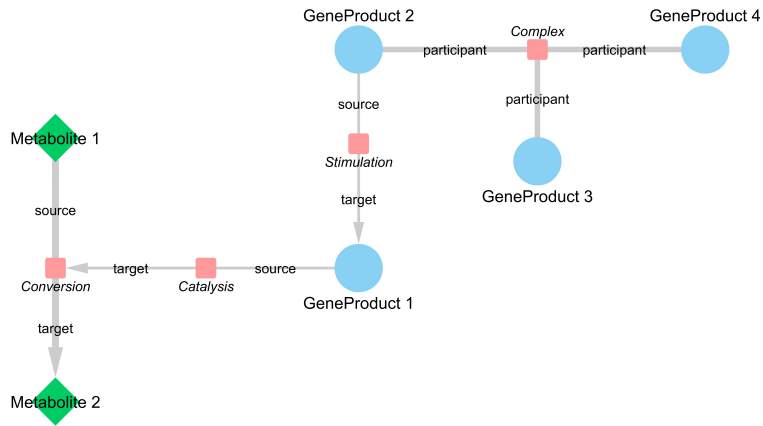 GeneProduct 2
GeneProduct 4
Complex
participant
participant
participant
source
Metabolite 1
Stimulation
GeneProduct 3
target
source
target
source
Conversion
Catalysis
GeneProduct 1
target
Metabolite 2